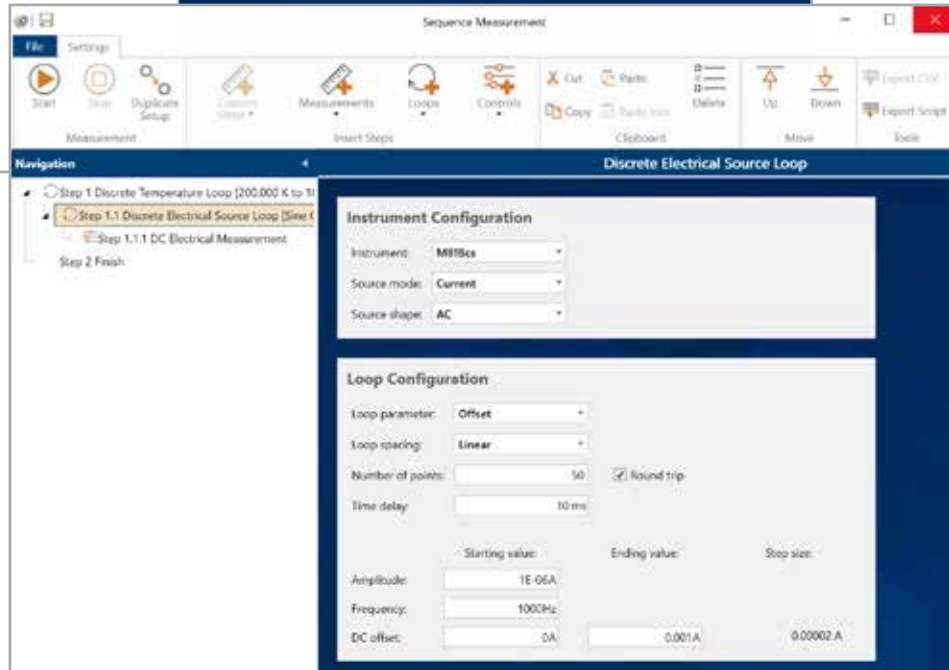 Sequence Measurement
File Settings
Start Duplicate Setup Measurements Loops Controls Cut Paste Copy Delete Up Down Export CSV Export Script
Measurement Insert Steps Clipboard Move Tools
Navigation
Discrete Electrical Source Loop
Step 1 Discrete Temperature Loop [200.000 K to
Step 1.1 Discrete Electrical Source Loop [Sine
Step 1.1.1 DC Electrical Measurement
Step 2 Finish
Instrument Configuration
Instrument: M81Bcs
Source mode: Current
Source shape: AC
Loop Configuration
Loop parameter: Offset
Loop spacing: Linear
Number of points: 50 Round trip
Time delay: 10 ms
Starting value: Ending value: Step size:
Amplitude: 1E-06A
Frequency: 1000Hz
DC offset: 0A 0.001A 0.00002 A